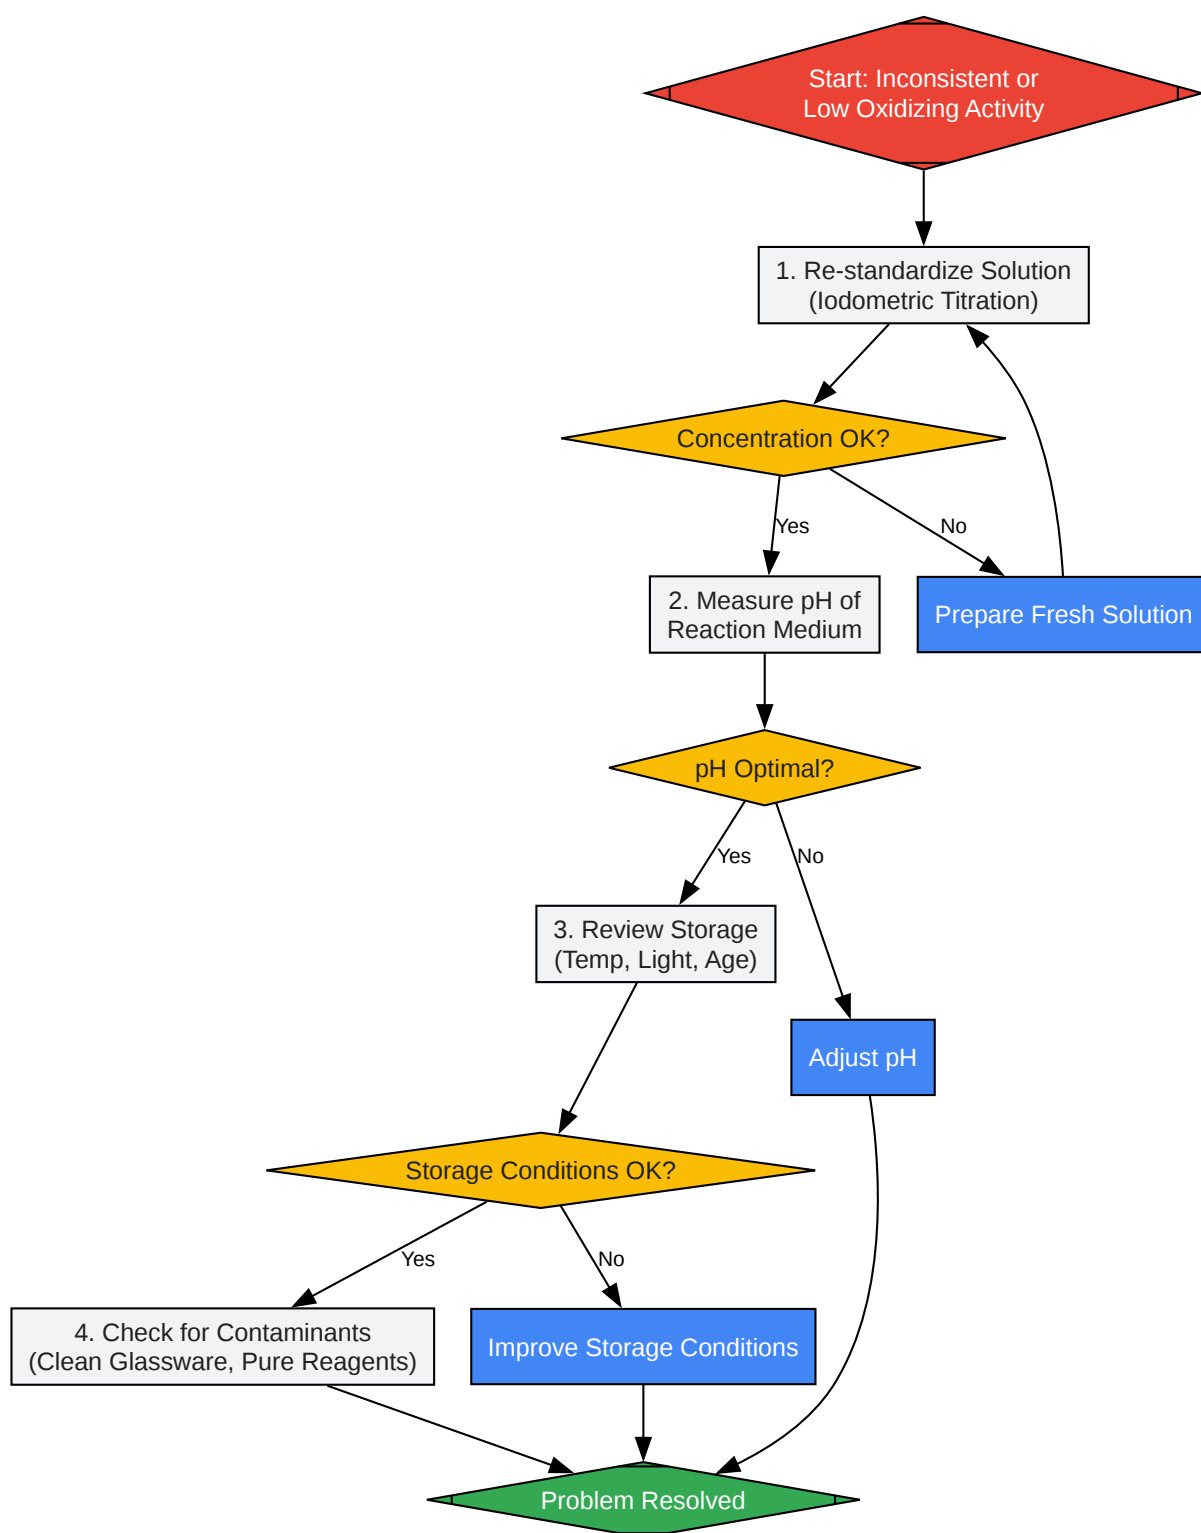 Start: Inconsistent or
Low Oxidizing Activity
1. Re-standardize Solution
(Iodometric Titration)
Concentration OK?
Yes
No
2. Measure pH of
Reaction Medium
Prepare Fresh Solution
pH Optimal?
Yes
No
3. Review Storage
(Temp, Light, Age)
Adjust pH
Storage Conditions OK?
Yes
No
4. Check for Contaminants
(Clean Glassware, Pure Reagents)
Improve Storage Conditions
Problem Resolved